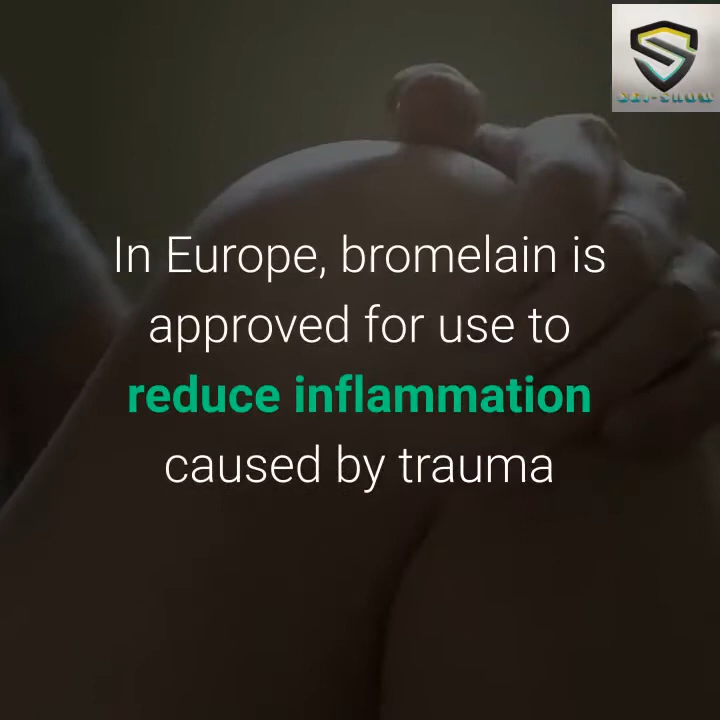 In Europe, bromelain is
approved for use to
reduce inflammation
caused by trauma